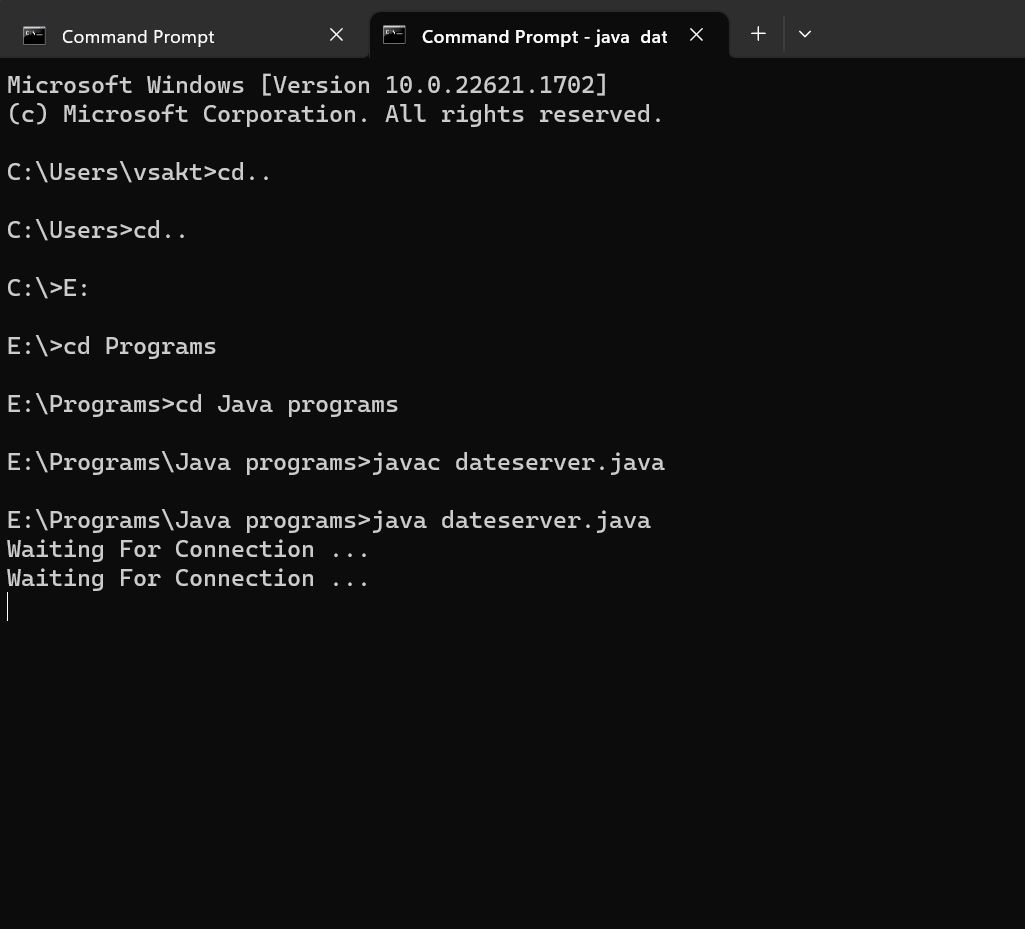 Command Prompt
Command Prompt - java  dat
Microsoft Windows [Version 10.0.22621.1702]
(c) Microsoft Corporation. All rights reserved.
C:\Users\vsakt>cd..
C:\Users>cd..
C:\>E:
E:\>cd Programs
E:\Programs>cd Java programs
E:\Programs\Java programs>javac dateserver.java
E:\Programs\Java programs>java dateserver.java
Waiting For Connection ...
Waiting For Connection ...